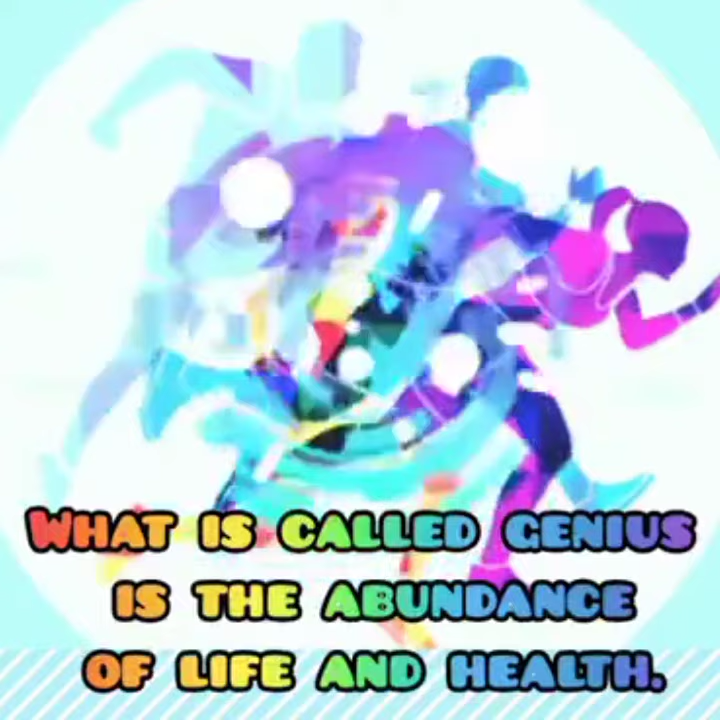 What is called genius
is the abundance
of life and health.